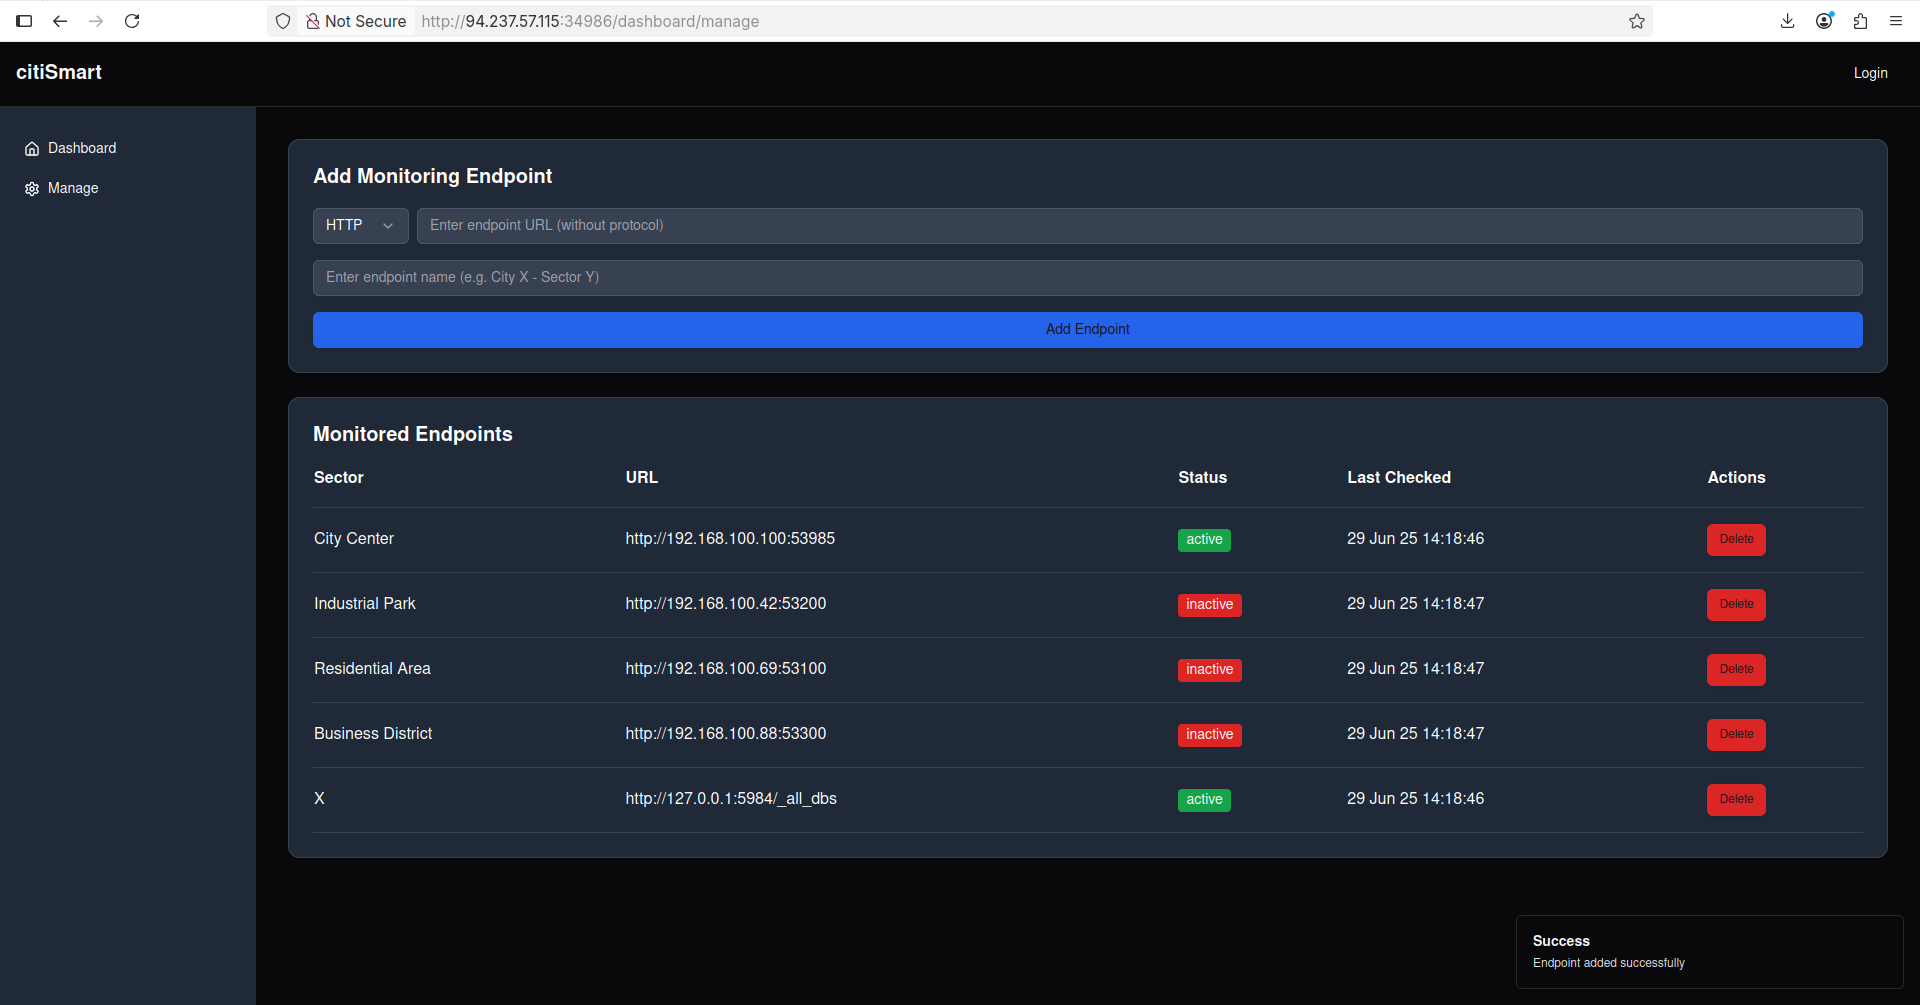 Not Secure http://94.237.57.115:34986/dashboard/manage
citiSmart
Login
Dashboard
Manage
Add Monitoring Endpoint
HTTP
Enter endpoint URL (without protocol)
Enter endpoint name (e.g. City X - Sector Y)
Add Endpoint
Monitored Endpoints
Sector URL Status Last Checked Actions
City Center http://192.168.100.100:53985 active 29 Jun 25 14:18:46 Delete
Industrial Park http://192.168.100.42:53200 inactive 29 Jun 25 14:18:47 Delete
Residential Area http://192.168.100.69:53100 inactive 29 Jun 25 14:18:47 Delete
Business District http://192.168.100.88:53300 inactive 29 Jun 25 14:18:47 Delete
X http://127.0.0.1:5984/_all_dbs active 29 Jun 25 14:18:46 Delete
Success
Endpoint added successfully